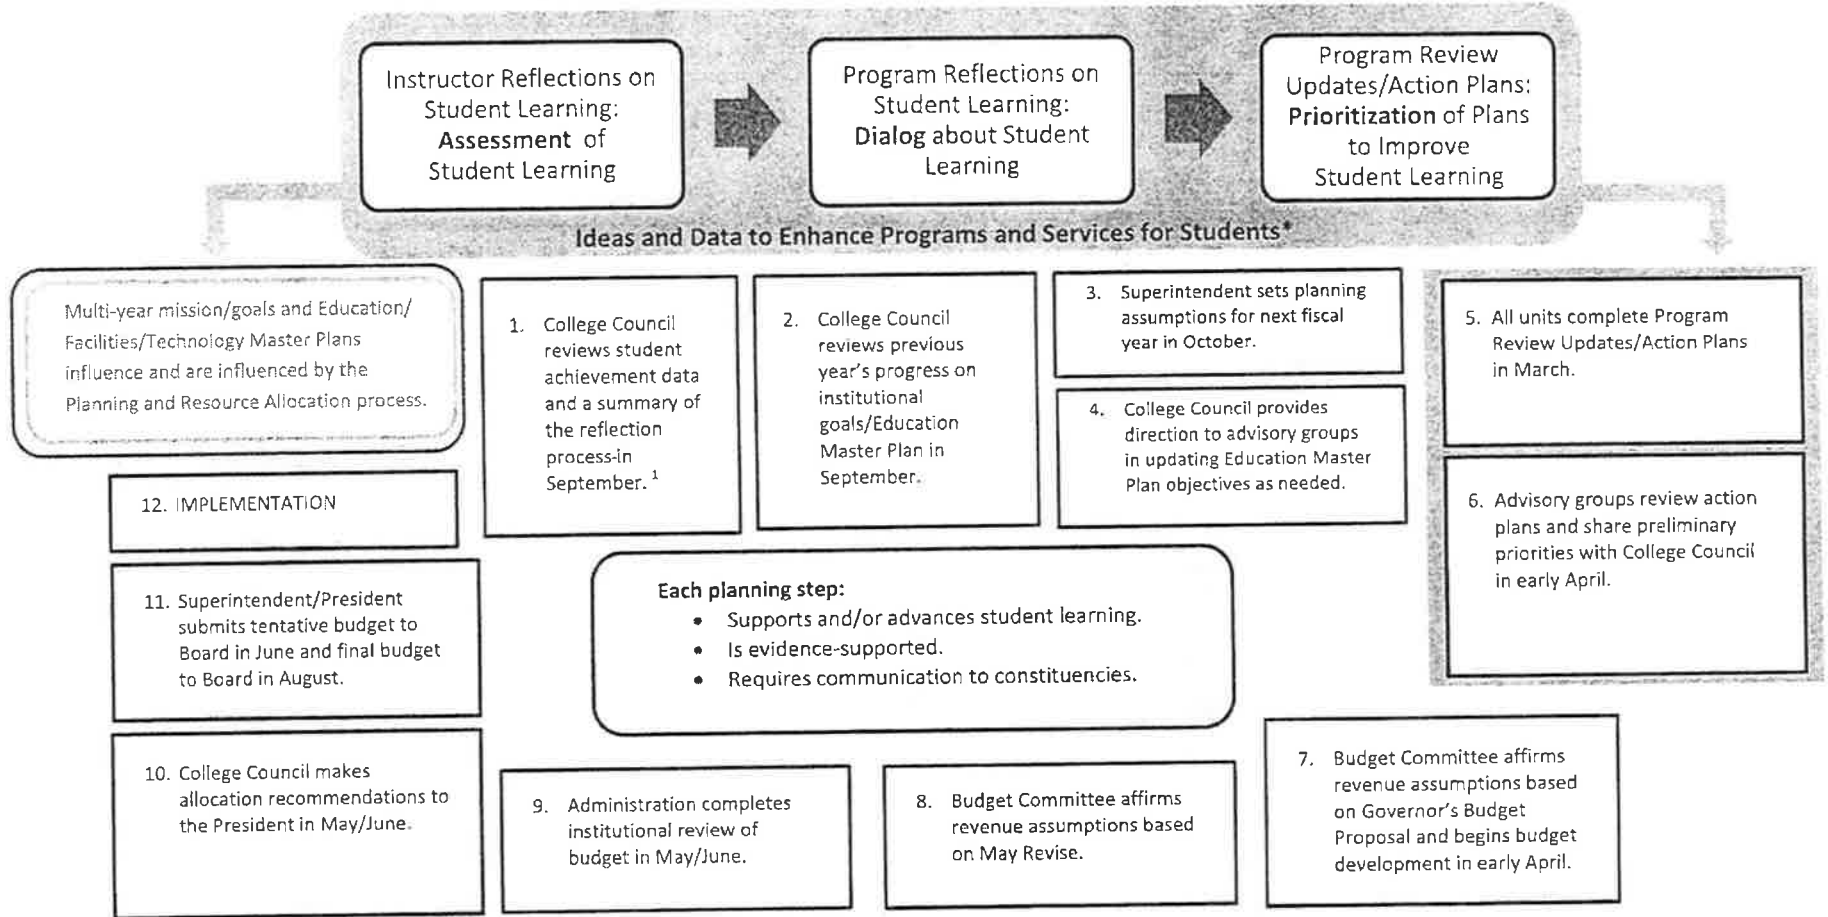 Instructor Reflections on
Student Learning:
Assessment of
Student Learning
Program Reflections on
Student Learning:
Dialog about Student
Learning
Program Review
Updates/Action Plans:
Prioritization of Plans
to Improve
Student Learning
Ideas and Data to Enhance Programs and Services for Students*
Multi-year mission/goals and Education/
Facilities/Technology Master Plans
influence and are influenced by the
Planning and Resource Allocation process.
1. College Council
reviews student
achievement data
and a summary of
the reflection
process-in
September. 1
2. College Council
reviews previous
year's progress on
institutional
goals/Education
Master Plan in
September.
3. Superintendent sets planning
assumptions for next fiscal
year in October.
4. College Council provides
direction to advisory groups
in updating Education Master
Plan objectives as needed.
5. All units complete Program
Review Updates/Action Plans
in March.
6. Advisory groups review action
plans and share preliminary
priorities with College Council
in early April.
12. IMPLEMENTATION
11. Superintendent/President
submits tentative budget to
Board in June and final budget
to Board in August.
Each planning step:
• Supports and/or advances student learning.
• Is evidence-supported.
• Requires communication to constituencies.
10. College Council makes
allocation recommendations to
the President in May/June.
9. Administration completes
institutional review of
budget in May/June.
8. Budget Committee affirms
revenue assumptions based
on May Revise.
7. Budget Committee affirms
revenue assumptions based
on Governor's Budget
Proposal and begins budget
development in early April.